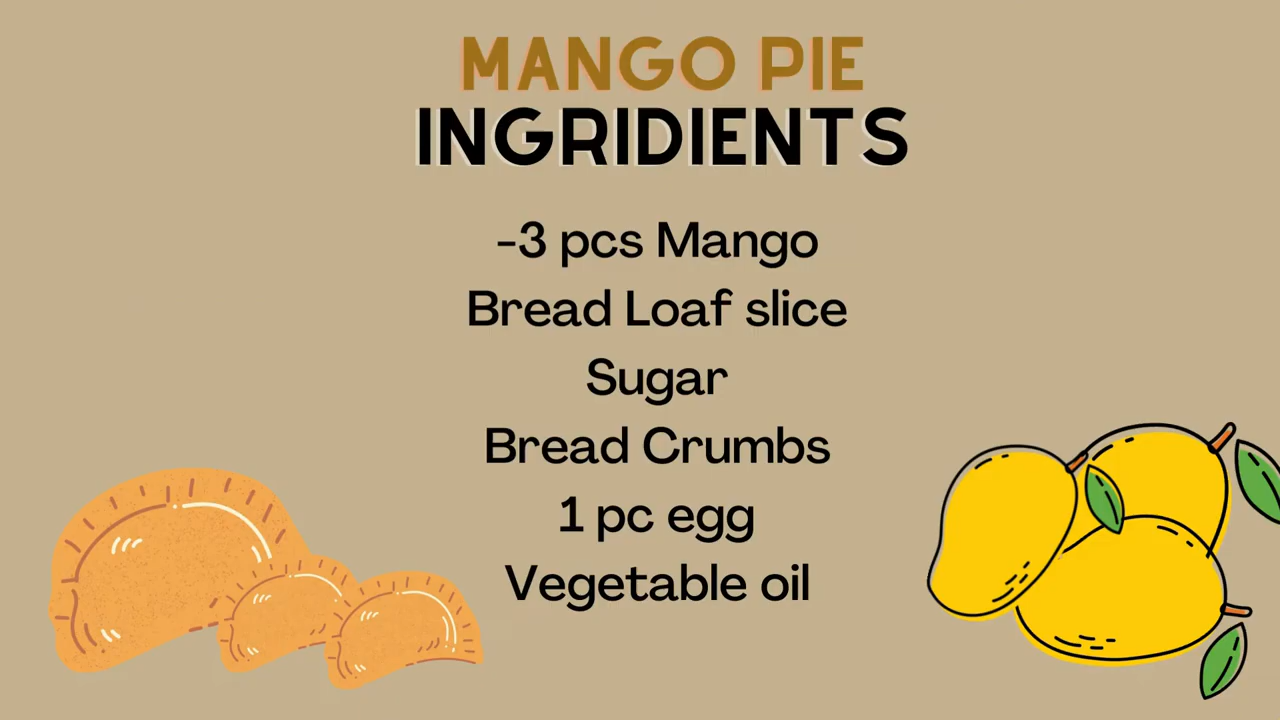 MANGO PIE
INGRIDIENTS
-3 pcs Mango
Bread Loaf slice
Sugar
Bread Crumbs
1 pc egg
Vegetable oil